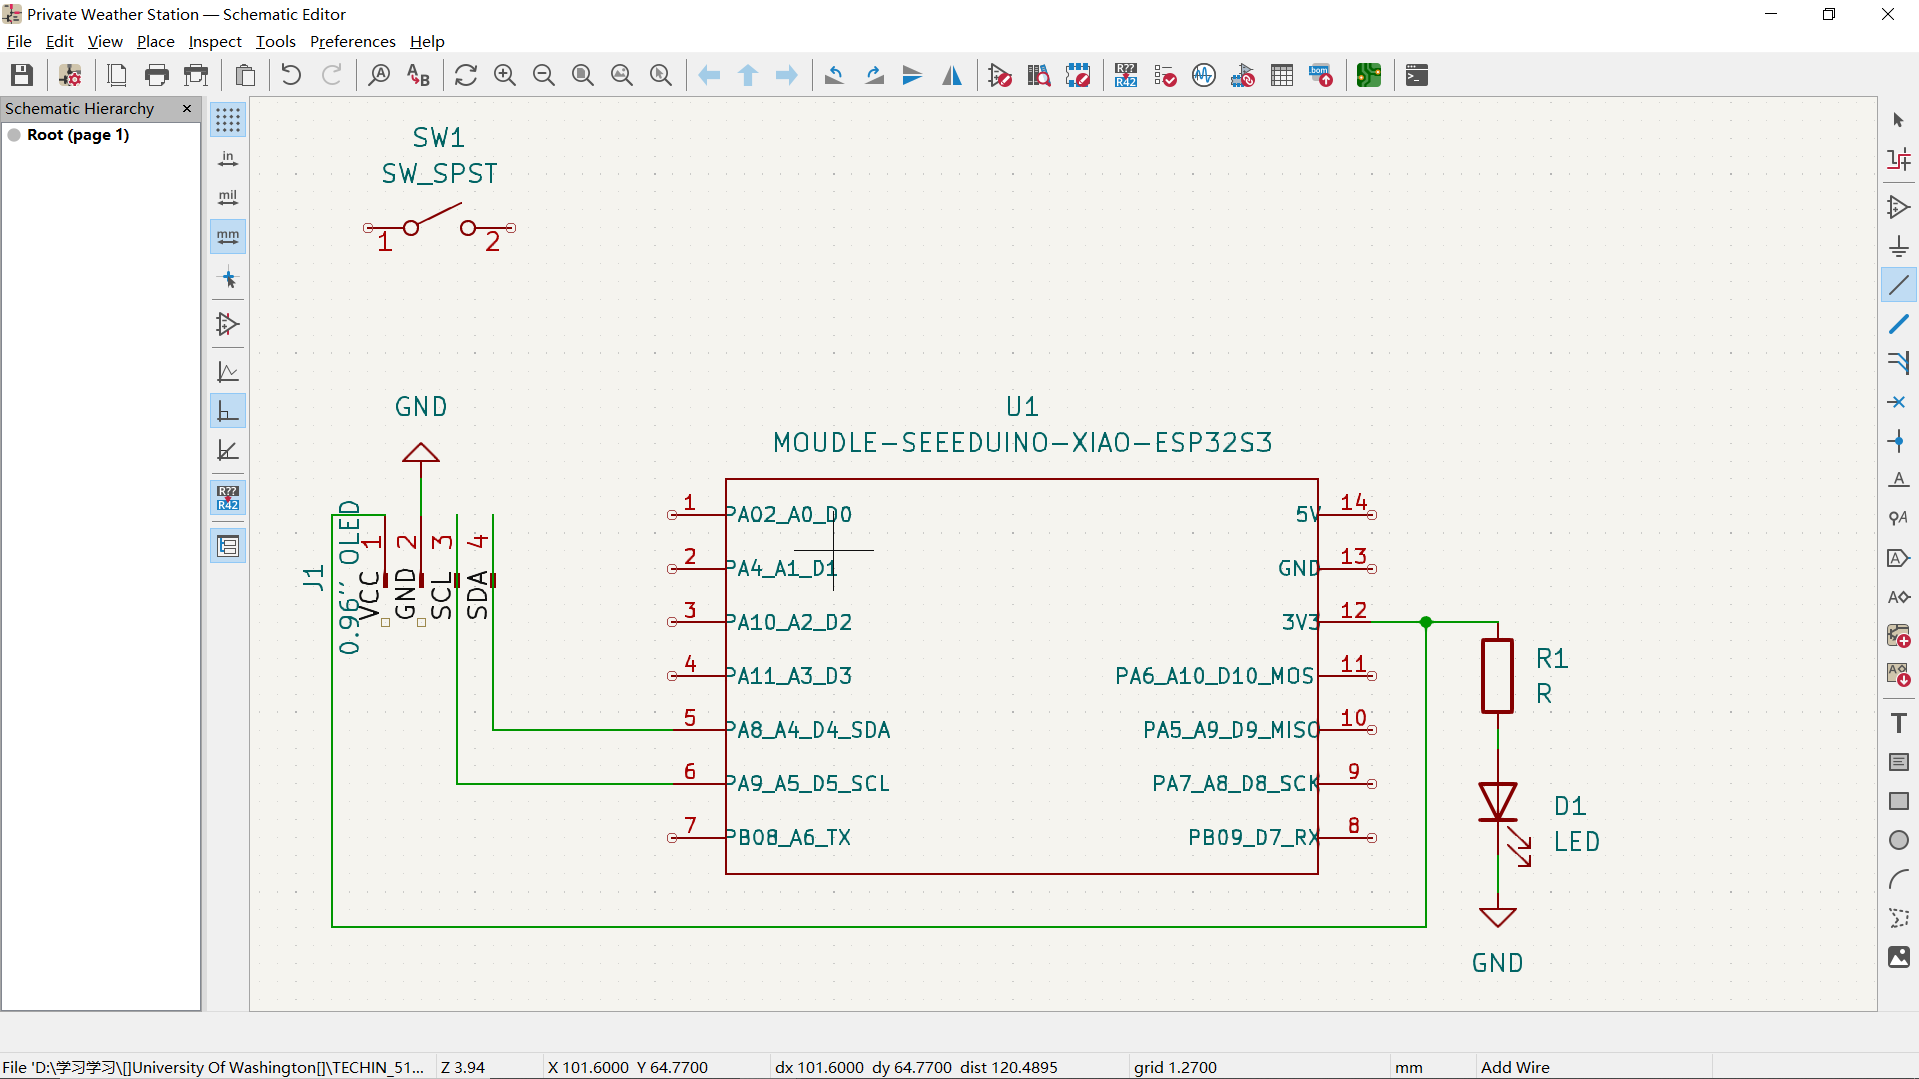 Private Weather Station — Schematic Editor
File Edit View Place Inspect Tools Preferences Help
Schematic Hierarchy
Root (page 1)
in
mil
mm
R??
R42
R??
R42
bom
A
A
B
SW1
SW_SPST
1
2
GND
J1
0.96" OLED
1
2
3
4
VCC
GND
SCL
SDA
U1
MOUDLE-SEEEDUINO-XIAO-ESP32S3
1 PA02_A0_D0
2 PA4_A1_D1
3 PA10_A2_D2
4 PA11_A3_D3
5 PA8_A4_D4_SDA
6 PA9_A5_D5_SCL
7 PB08_A6_TX
5V 14
GND 13
3V3 12
PA6_A10_D10_MOS 11
PA5_A9_D9_MISO 10
PA7_A8_D8_SCK 9
PB09_D7_RX 8
R1
R
D1
LED
GND
A
A
A
A
A
T
File 'D:\学习学习\[]University Of Washington[]\TECHIN_51... Z 3.94 X 101.6000 Y 64.7700 dx 101.6000 dy 64.7700 dist 120.4895 grid 1.2700 mm Add Wire